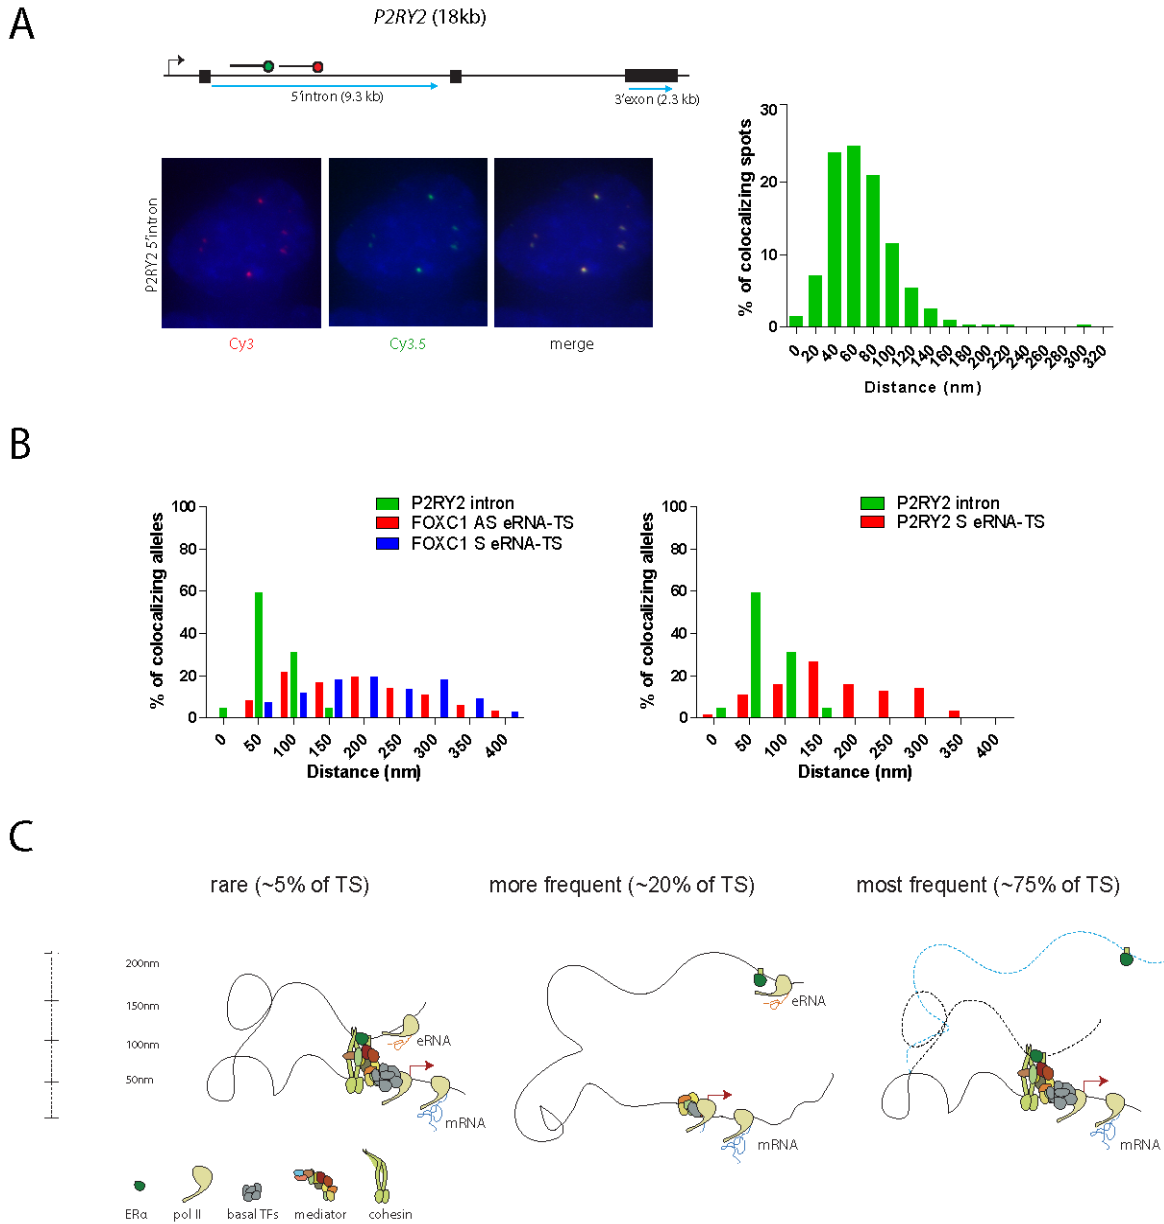 A
P2RY2 (18kb)
5'intron (9.3 kb)
3'exon (2.3 kb)
P2RY2 5'intron
Cy3
Cy3.5
merge
% of colocalizing spots
30
20
10
0
0 20 40 60 80 100 120 140 160 180 200 220 240 260 280 300 320
Distance (nm)
B
% of colocalizing alleles
100
80
60
40
20
0
P2RY2 intron
FOXC1 AS eRNA-TS
FOXC1 S eRNA-TS
0 50 100 150 200 250 300 350 400
Distance (nm)
% of colocalizing alleles
100
80
60
40
20
0
P2RY2 intron
P2RY2 S eRNA-TS
0 50 100 150 200 250 300 350 400
Distance (nm)
C
rare (~5% of TS)
more frequent (~20% of TS)
most frequent (~75% of TS)
200nm
150nm
100nm
50nm
eRNA
mRNA
eRNA
mRNA
mRNA
ERα
pol II
basal TFs
mediator
cohesin